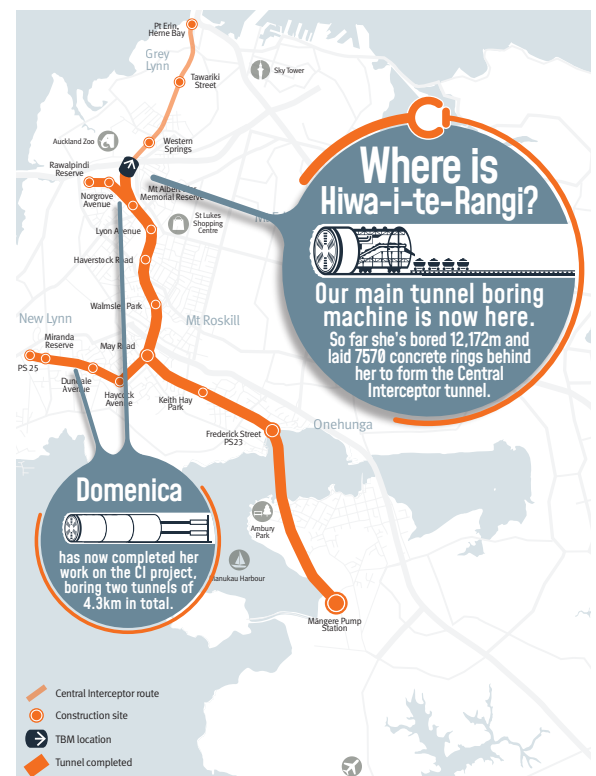 Pt Erin,
Herne Bay
Grey
Lynn
Tawariki
Street
Sky Tower
Auckland Zoo
Western
Springs
Rawalpindi
Reserve
Norgrove
Avenue
Mt Albert War
Memorial Reserve
St Lukes
Shopping
Centre
Lyon Avenue
Haverstock Road
Walmsley Park
New Lynn
Mt Roskill
Miranda
Reserve
May Road
PS 25
Dundale
Avenue
Haycock
Avenue
Keith Hay
Park
Frederick Street
PS23
Onehunga
Where is
Hiwa-i-te-Rangi?
Our main tunnel boring
machine is now here.
So far she's bored 12,172m and
laid 7570 concrete rings behind
her to form the Central
Interceptor tunnel.
Domenica
has now completed her
work on the CI project,
boring two tunnels of
4.3km in total.
Ambury
Park
anukau Harbour
Māngere Pump
Station
Central Interceptor route
Construction site
TBM location
Tunnel completed